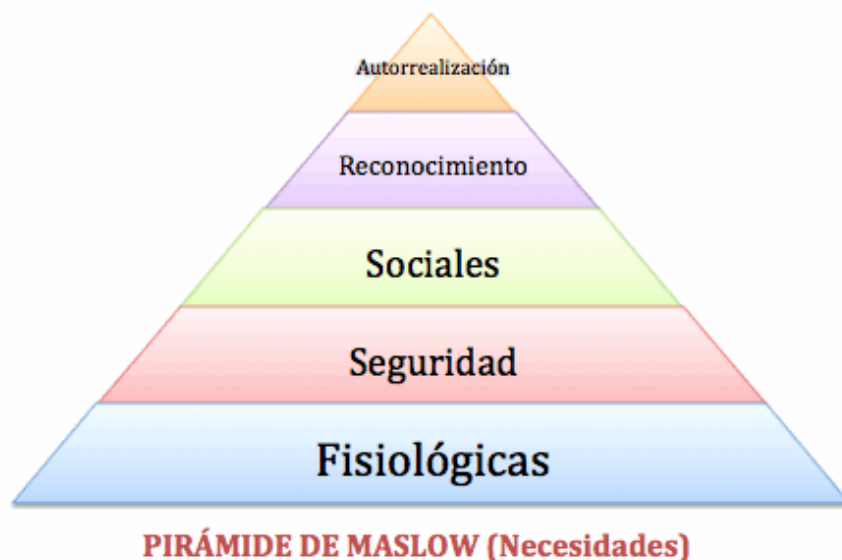 Autorrealización
Reconocimiento
Sociales
Seguridad
Fisiológicas
PIRÁMIDE DE MASLOW (Necesidades)